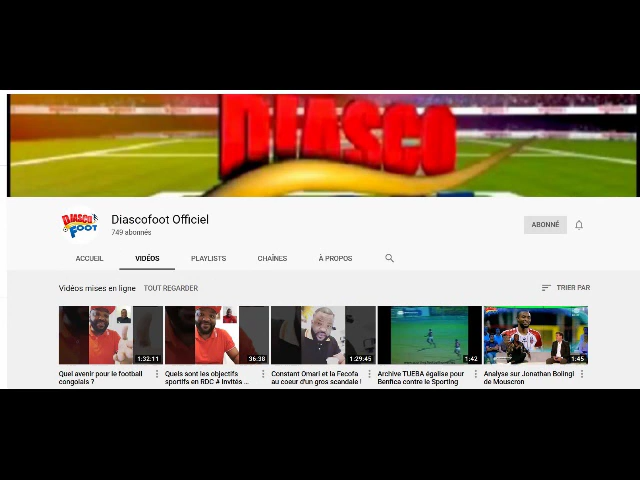 DIASCO
DIASCO
FOOT
Diascofoot Officiel
749 abonnés
ABONNÉ
ACCUEIL VIDÉOS PLAYLISTS CHAÎNES À PROPOS
Vidéos mises en ligne TOUT REGARDER TRIER PAR
1:32:11 36:38 1:29:45 1:42 1:45
Quel avenir pour le football
congolais ?
Quels sont les objectifs
sportifs en RDC # Invités ...
Constant Omari et la Fecofa
au coeur d'un gros scandale !
Archive TUEBA égalise pour
Benfica contre le Sporting
Analyse sur Jonathan Bolingi
de Mouscron